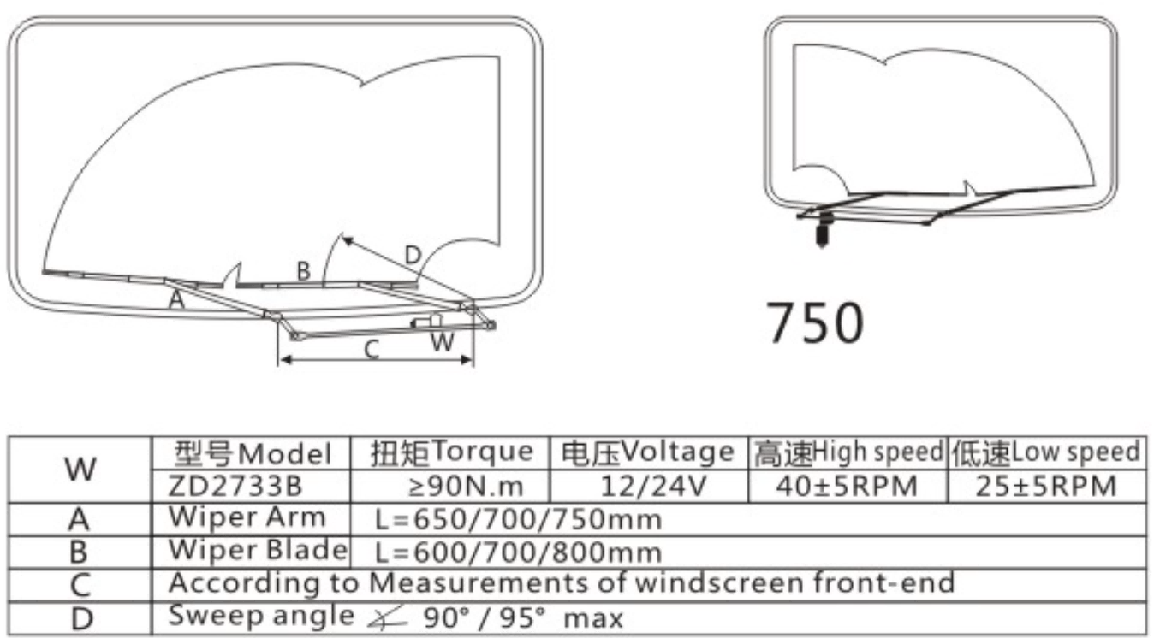 D
B
A
W
C
750
W
型号Model 扭矩Torque 电压Voltage 高速High speed 低速Low speed
ZD2733B ≥90N.m 12/24V 40±5RPM 25±5RPM
A Wiper Arm L=650/700/750mm
B Wiper Blade L=600/700/800mm
C According to Measurements of windscreen front-end
D Sweep angle ∡ 90°/95° max